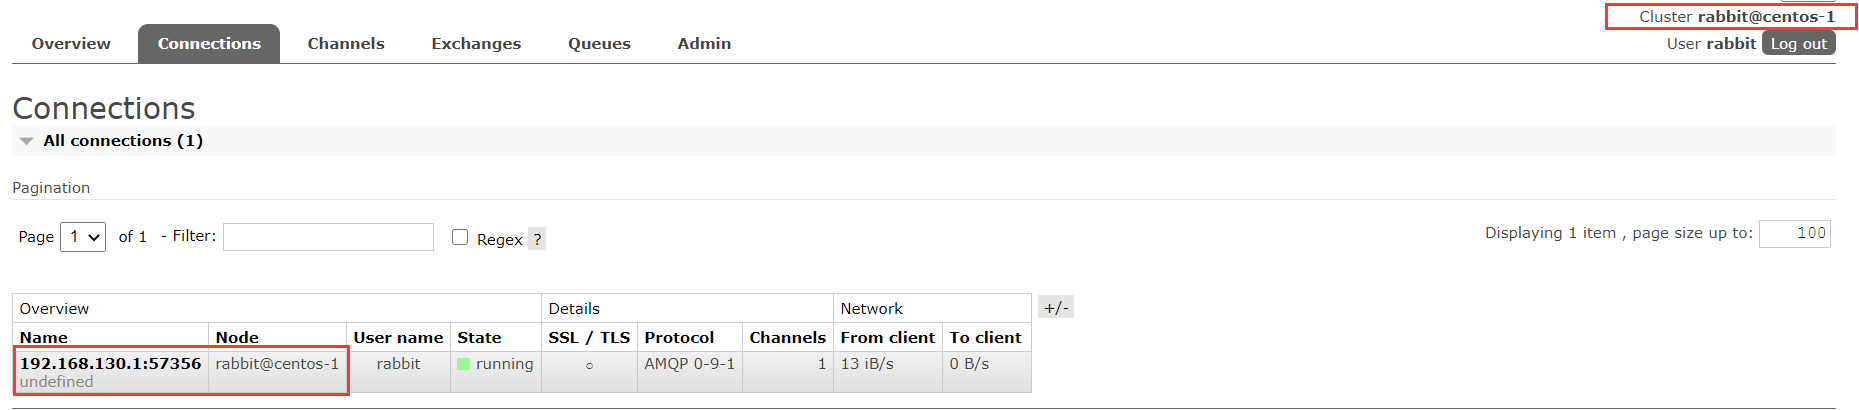 Cluster rabbit@centos-1
Overview Connections Channels Exchanges Queues Admin
User rabbit Log out
Connections
All connections (1)
Pagination
Page 1 of 1 - Filter: Regex ?
Displaying 1 item , page size up to: 100
Overview Details Network +/-
Name Node User name State SSL / TLS Protocol Channels From client To client
192.168.130.1:57356 rabbit@centos-1 rabbit running ○ AMQP 0-9-1 1 13 iB/s 0 B/s
undefined